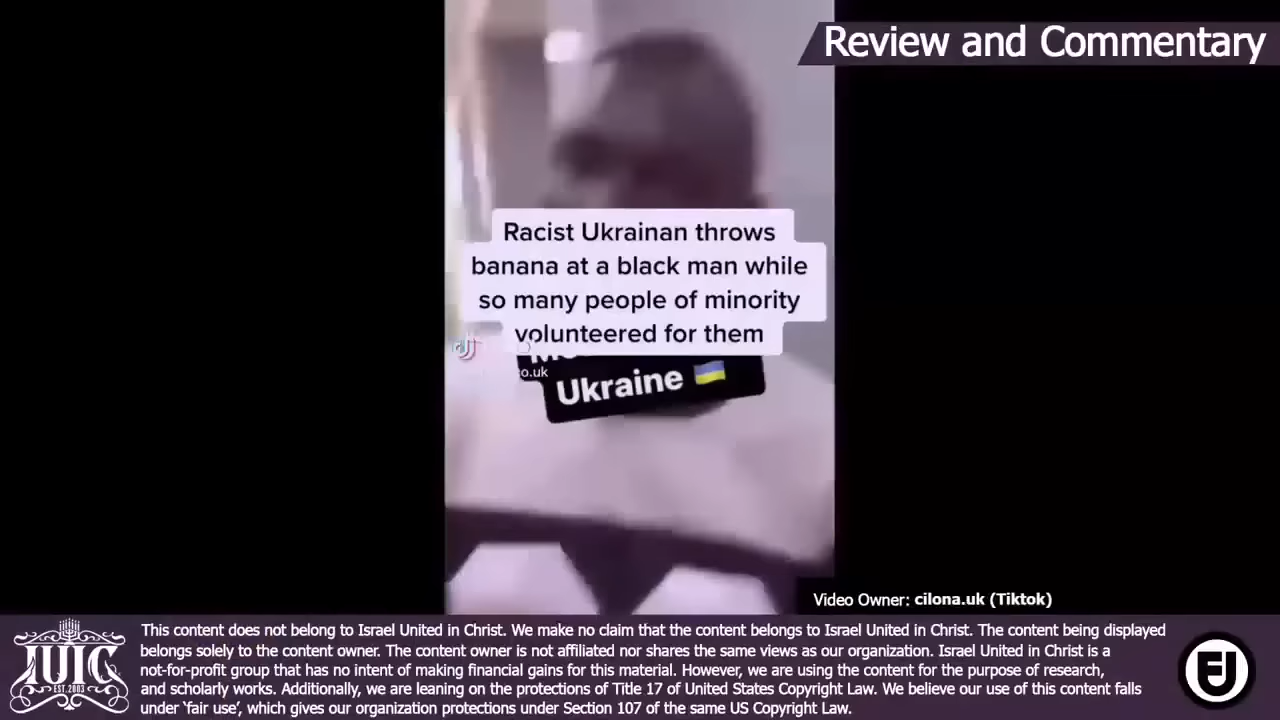 Review and Commentary
Racist Ukrainan throws
banana at a black man while
so many people of minority
volunteered for them
o.uk
Ukraine 🇺🇦
Video Owner: cilona.uk (Tiktok)
This content does not belong to Israel United in Christ. We make no claim that the content belongs to Israel United in Christ. The content being displayed
belongs solely to the content owner. The content owner is not affiliated nor shares the same views as our organization. Israel United in Christ is a
not-for-profit group that has no intent of making financial gains for this material. However, we are using the content for the purpose of research,
and scholarly works. Additionally, we are leaning on the protections of Title 17 of United States Copyright Law. We believe our use of this content falls
under ‘fair use’, which gives our organization protections under Section 107 of the same US Copyright Law.
IUIC
EST. 2003